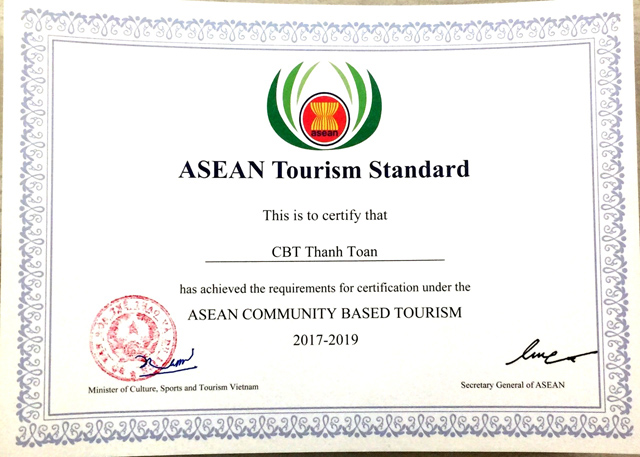 asean
ASEAN Tourism Standard
This is to certify that
CBT Thanh Toan
has achieved the requirements for certification under the
ASEAN COMMUNITY BASED TOURISM
2017-2019
Minister of Culture, Sports and Tourism Vietnam
Secretary General of ASEAN